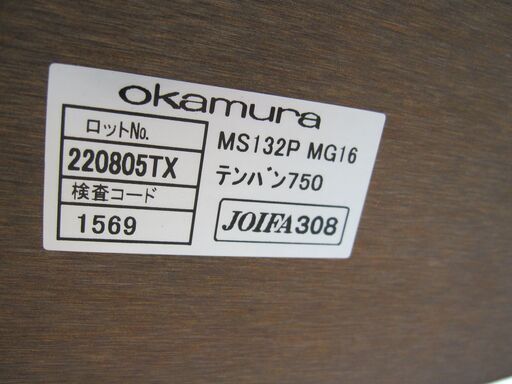 okamura
ロットNo.
220805TX
検査コード
1569
MS132P MG16
テンバン750
JOIFA308